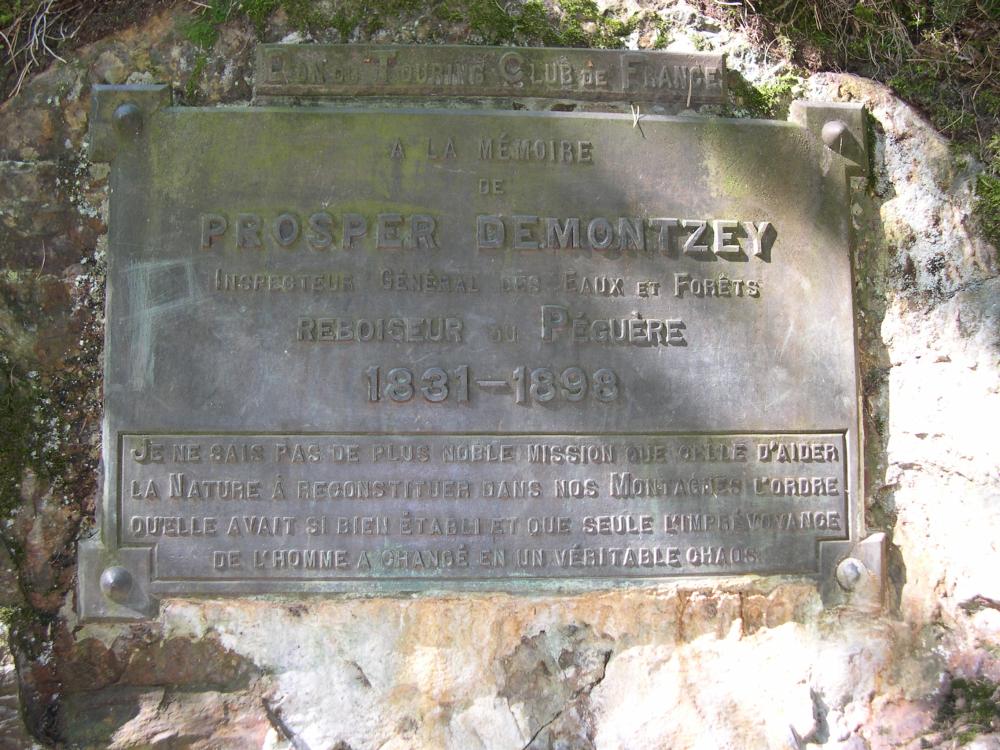 DON DU TOURING CLUB DE FRANCE
A LA MÉMOIRE
DE
PROSPER DEMONTZEY
INSPECTEUR GÉNÉRAL DES EAUX ET FORÊTS
REBOISEUR DU PÉGUÈRE
1831-1898
JE NE SAIS PAS DE PLUS NOBLE MISSION QUE CELLE D'AIDER
LA NATURE À RECONSTITUER DANS NOS MONTAGNES L'ORDRE
QU'ELLE AVAIT SI BIEN ÉTABLI ET QUE SEULE L'IMPRÉVOYANCE
DE L'HOMME A CHANGÉ EN UN VÉRITABLE CHAOS.